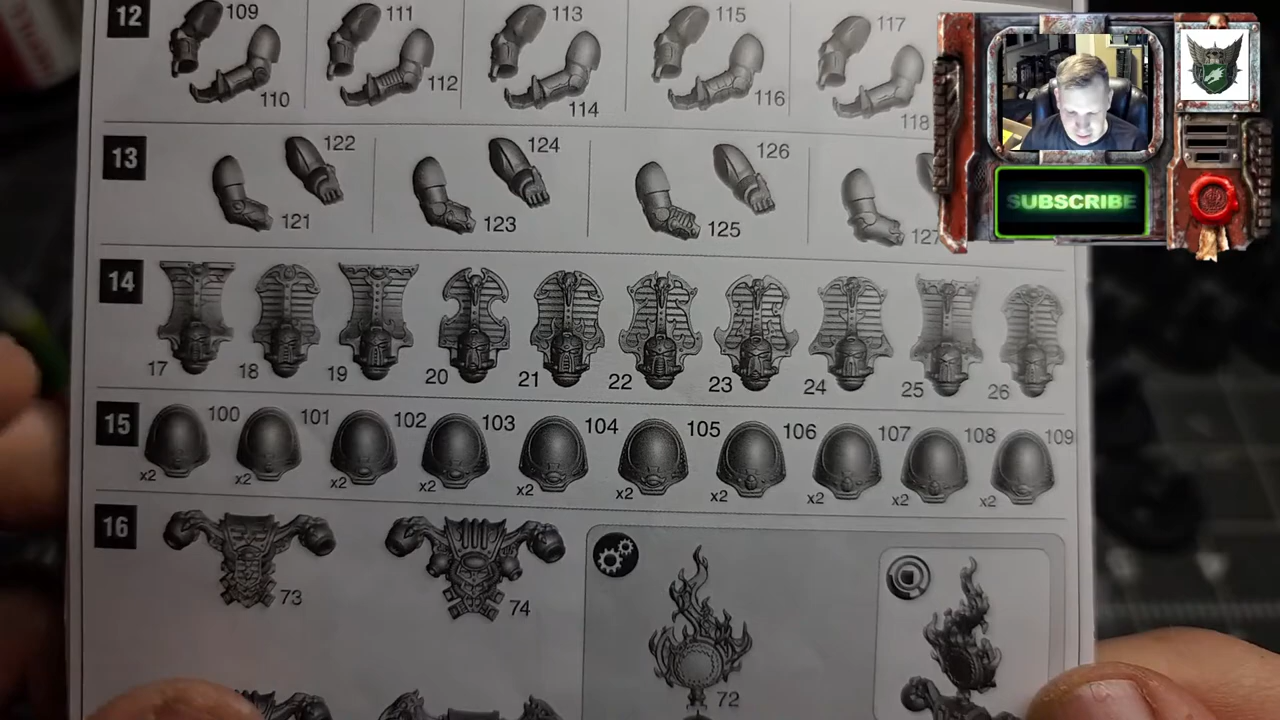 12 109 111 113 115 117
110 112 114 116 118
13 122 124 126
121 123 125 127
14
17 18 19 20 21 22 23 24 25 26
15 100 101 102 103 104 105 106 107 108 109
x2 x2 x2 x2 x2 x2 x2 x2 x2 x2
16
73 74
72
SUBSCRIBE